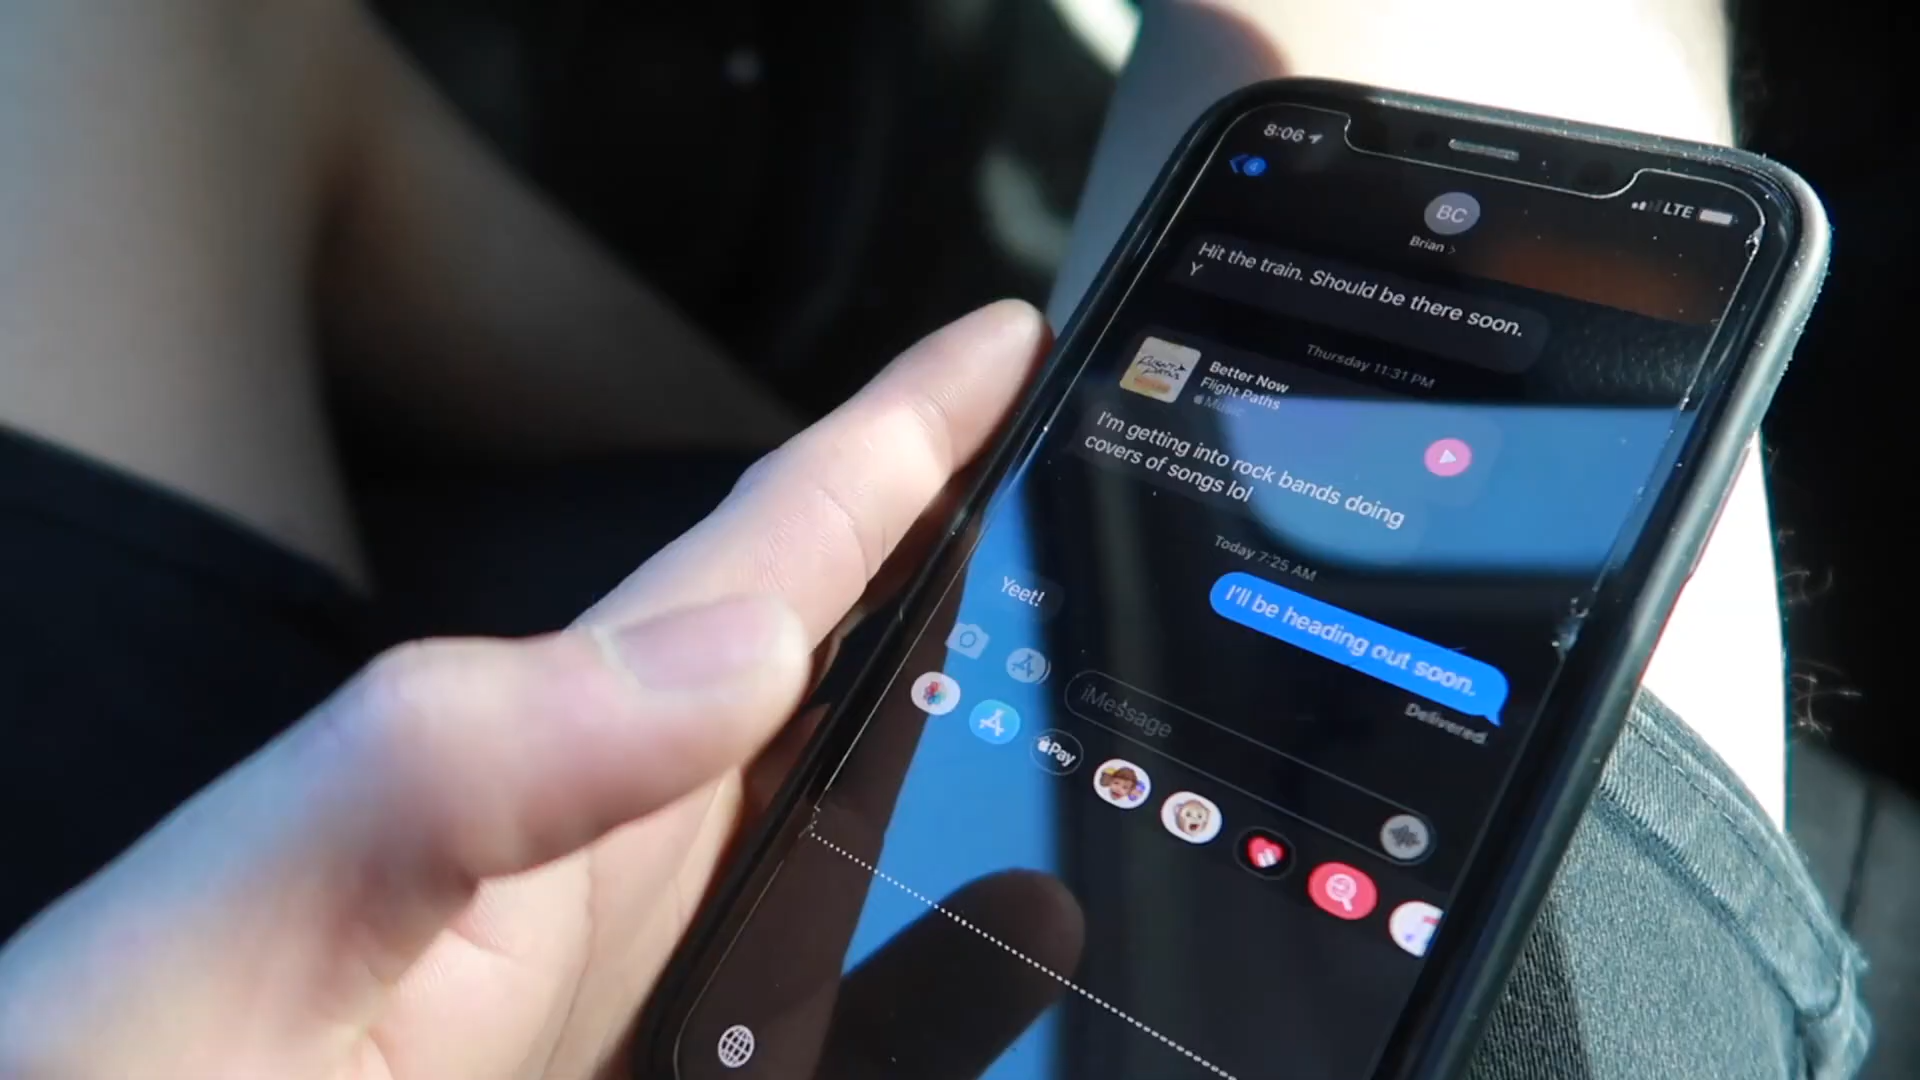 8:06
4
LTE
BC
Brian >
Hit the train. Should be there soon.
Y
Thursday 11:31 PM
Better Now
Flight Paths
Music
I'm getting into rock bands doing
covers of songs lol
Today 7:25 AM
I'll be heading out soon.
Delivered
Yeet!
iMessage
Pay